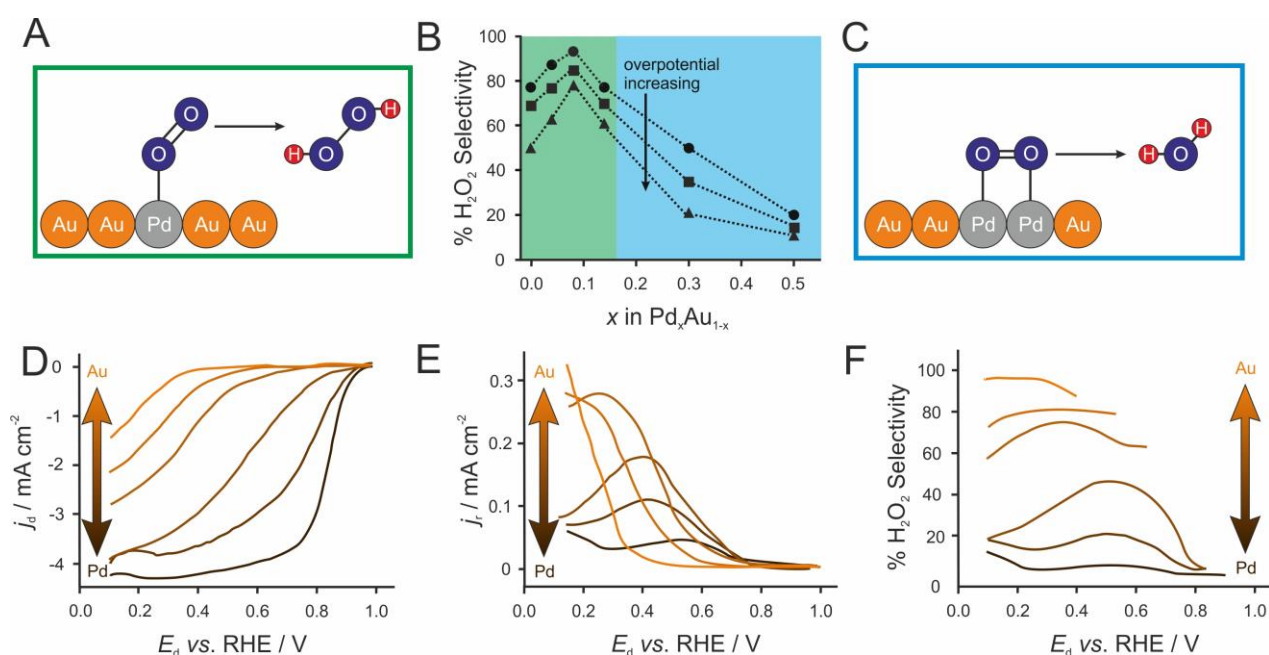 A
O
O
H
O
O
H
Au Au Pd Au Au
B
% H₂O₂ Selectivity
100
80
60
40
20
0
overpotential
increasing
0.0 0.1 0.2 0.3 0.4 0.5
x in PdₓAu₁₋ₓ
C
O O
H
O
H
Au Au Pd Pd Au
D
j_d / mA cm⁻²
0
-1
-2
-3
-4
Au
Pd
0.0 0.2 0.4 0.6 0.8 1.0
E_d vs. RHE / V
E
j_r / mA cm⁻²
0.3
0.2
0.1
0
Au
Pd
0.0 0.2 0.4 0.6 0.8 1.0
E_d vs. RHE / V
F
% H₂O₂ Selectivity
100
80
60
40
20
0
Au
Pd
0.0 0.2 0.4 0.6 0.8 1.0
E_d vs. RHE / V